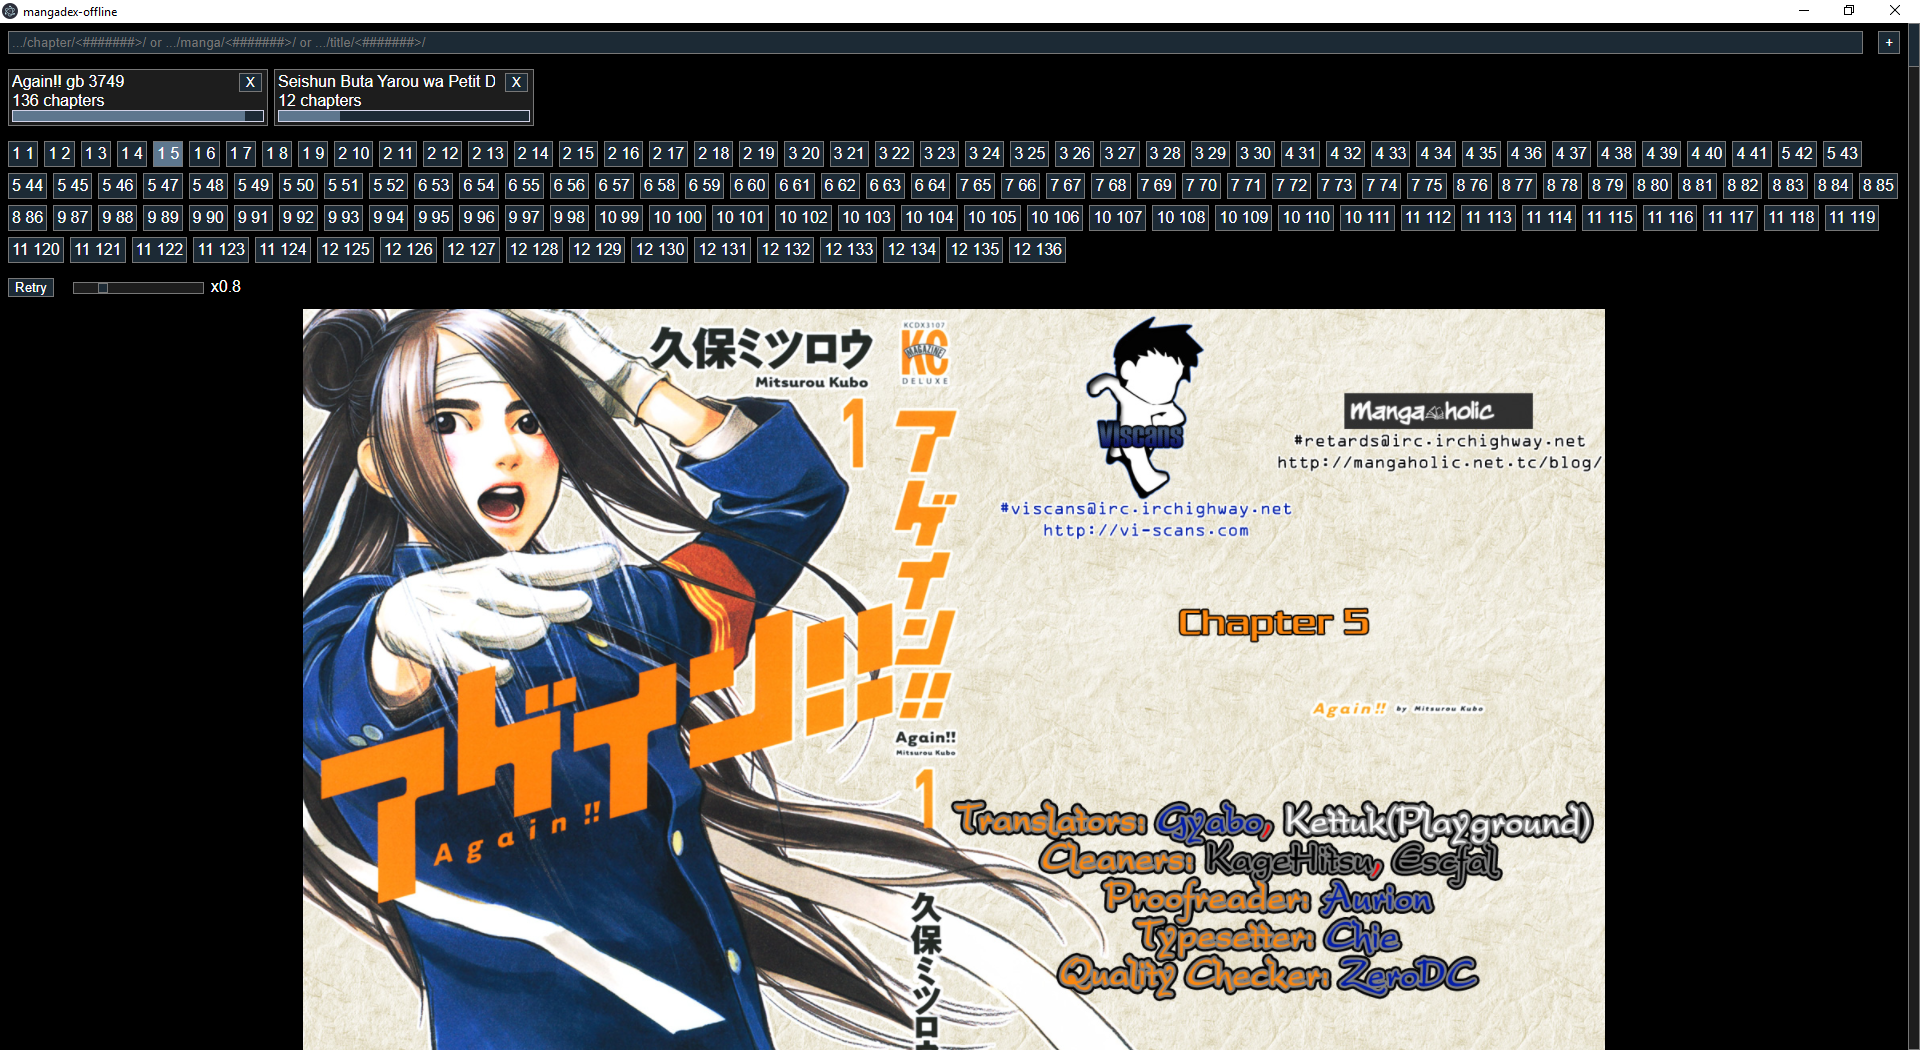 mangadex-offline
.../chapter/<#######>/ or .../manga/<#######>/ or .../title/<#######>/
+
Again!! gb 3749
X
136 chapters
Seishun Buta Yarou wa Petit D
X
12 chapters
1 1 1 2 1 3 1 4 1 5 1 6 1 7 1 8 1 9 2 10 2 11 2 12 2 13 2 14 2 15 2 16 2 17 2 18 2 19 3 20 3 21 3 22 3 23 3 24 3 25 3 26 3 27 3 28 3 29 3 30 4 31 4 32 4 33 4 34 4 35 4 36 4 37 4 38 4 39 4 40 4 41 5 42 5 43
5 44 5 45 5 46 5 47 5 48 5 49 5 50 5 51 5 52 6 53 6 54 6 55 6 56 6 57 6 58 6 59 6 60 6 61 6 62 6 63 6 64 7 65 7 66 7 67 7 68 7 69 7 70 7 71 7 72 7 73 7 74 7 75 8 76 8 77 8 78 8 79 8 80 8 81 8 82 8 83 8 84 8 85
8 86 9 87 9 88 9 89 9 90 9 91 9 92 9 93 9 94 9 95 9 96 9 97 9 98 10 99 10 100 10 101 10 102 10 103 10 104 10 105 10 106 10 107 10 108 10 109 10 110 10 111 11 112 11 113 11 114 11 115 11 116 11 117 11 118 11 119
11 120 11 121 11 122 11 123 11 124 12 125 12 126 12 127 12 128 12 129 12 130 12 131 12 132 12 133 12 134 12 135 12 136
Retry
x0.8
久保ミツロウ
Mitsurou Kubo
1
アゲイン!!
Again!!
KCDX3107
KC
MAGAZINE
DELUXE
アゲイン!!
Again!!
Mitsurou Kubo
1
久保ミツロウ
Viscans
#viscans@irc.irchighway.net
http://vi-scans.com
Manga holic
#retards@irc.irchighway.net
http://mangaholic.net.tc/blog/
Chapter 5
Again!! by Mitsurou Kubo
Translators: Gyabo, Kettuk(Playground)
Cleaners: KageHitsu, Escfal
Proofreader: Aurion
Typesetter: Chie
Quality Checker: ZeroDC